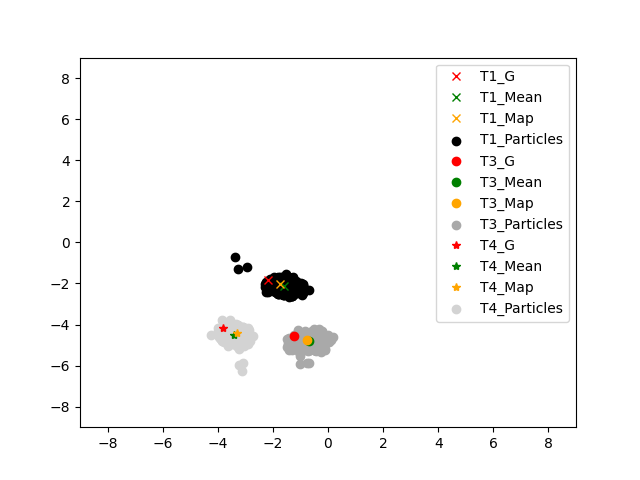 8
6
4
2
0
−2
−4
−6
−8
−8 −6 −4 −2 0 2 4 6 8
T1_G
T1_Mean
T1_Map
T1_Particles
T3_G
T3_Mean
T3_Map
T3_Particles
T4_G
T4_Mean
T4_Map
T4_Particles